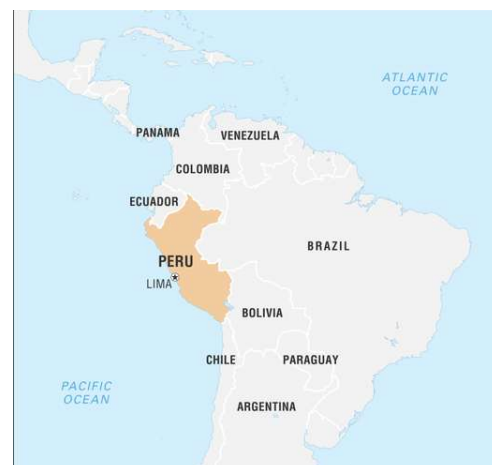 ATLANTIC
OCEAN
PANAMA
VENEZUELA
COLOMBIA
ECUADOR
BRAZIL
PERU
LIMA
BOLIVIA
CHILE
PARAGUAY
PACIFIC
OCEAN
ARGENTINA